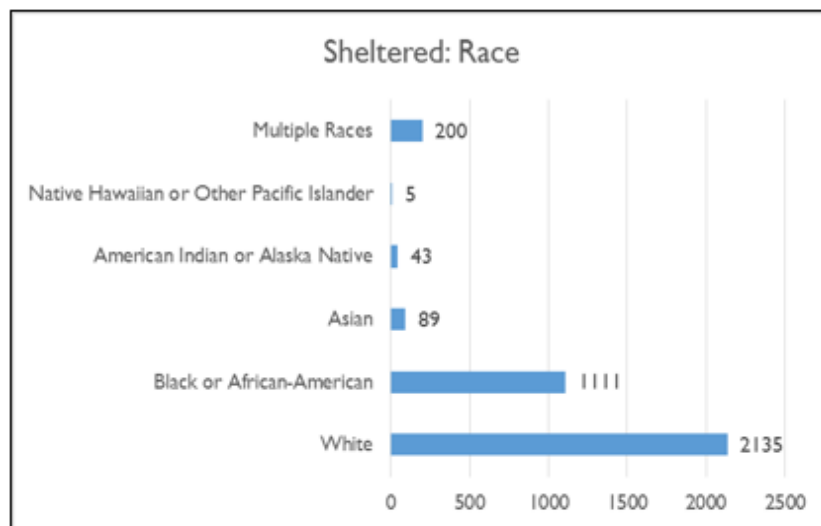 Sheltered: Race
Multiple Races 200
Native Hawaiian or Other Pacific Islander 5
American Indian or Alaska Native 43
Asian 89
Black or African-American 1111
White 2135
0 500 1000 1500 2000 2500